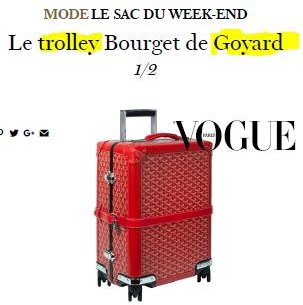 MODE LE SAC DU WEEK-END
Le trolley Bourget de Goyard
1/2
VOGUE
PARIS